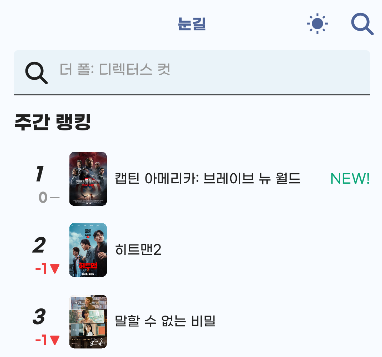 눈길
더 폴: 디렉터스 컷
주간 랭킹
1
캡틴 아메리카: 브레이브 뉴 월드
NEW!
0 –
2
히트맨2
-1▼
3
말할 수 없는 비밀
-1▼